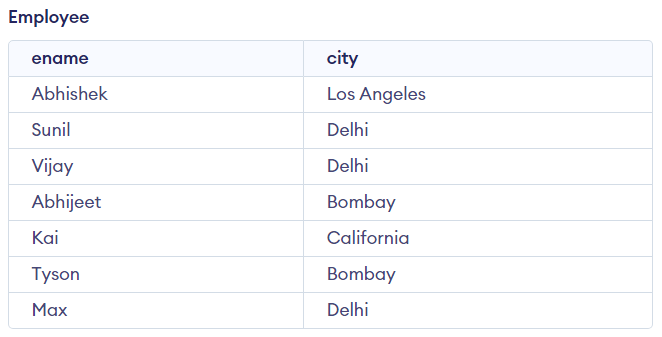 Employee
ename city
Abhishek Los Angeles
Sunil Delhi
Vijay Delhi
Abhijeet Bombay
Kai California
Tyson Bombay
Max Delhi